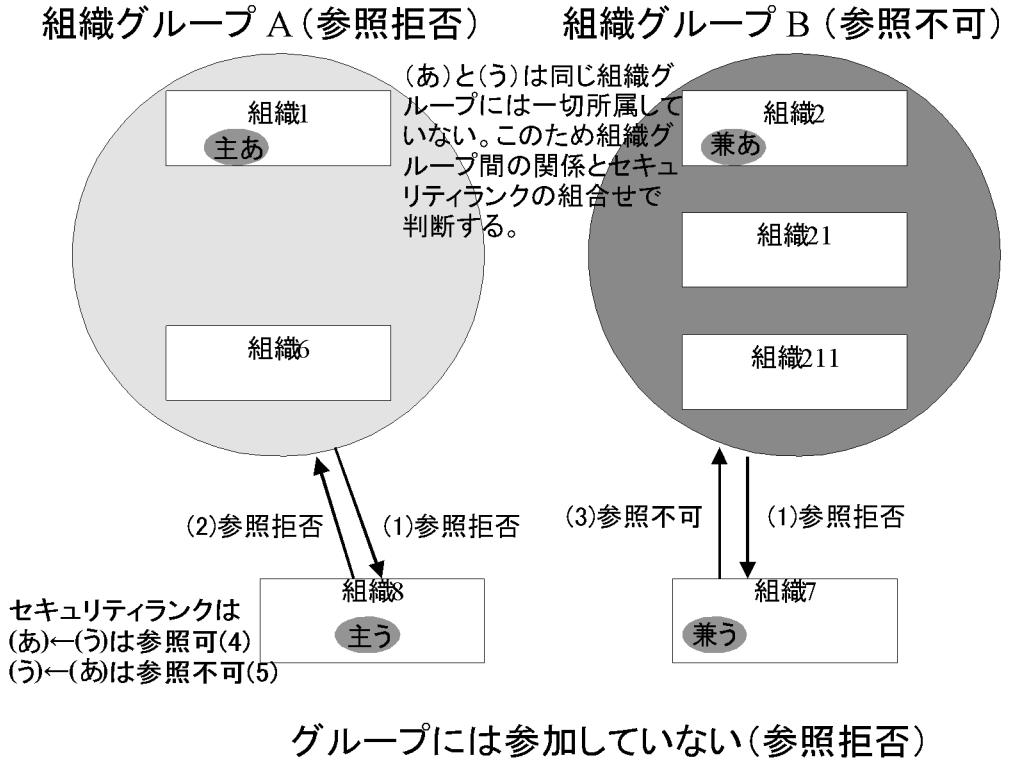 組織グループ A（参照拒否）
組織グループ B （参照不可）
（あ）と（う）は同じ組織グ
ループには一切所属して
いない。このため組織グ
ループ間の関係とセキュ
リティランクの組合せで
判断する。
組織1
主あ
組織6
組織2
兼あ
組織21
組織211
(2)参照拒否
(1)参照拒否
(3)参照不可
(1)参照拒否
組織8
主う
組織7
兼う
セキュリティランクは
(あ)←(う)は参照可(4)
(う)←(あ)は参照不可(5)
グループには参加していない（参照拒否）